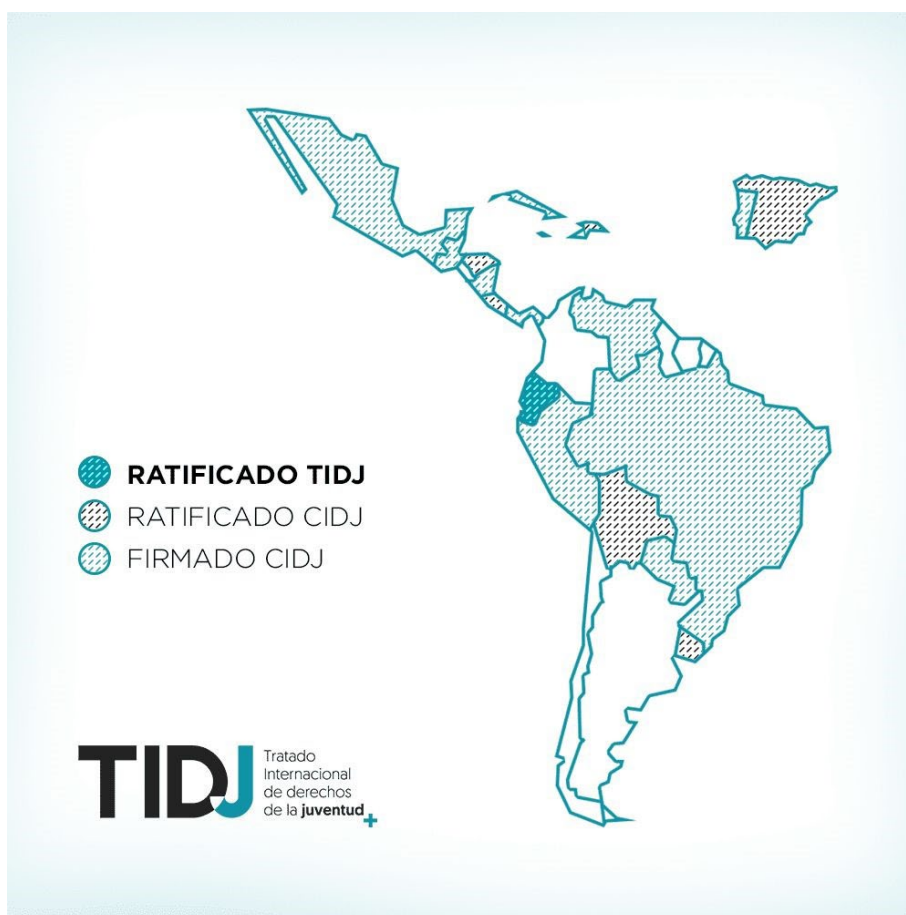 RATIFICADO TIDJ
RATIFICADO CIDJ
FIRMADO CIDJ
TIDJ
Tratado
Internacional
de derechos
de la juventud